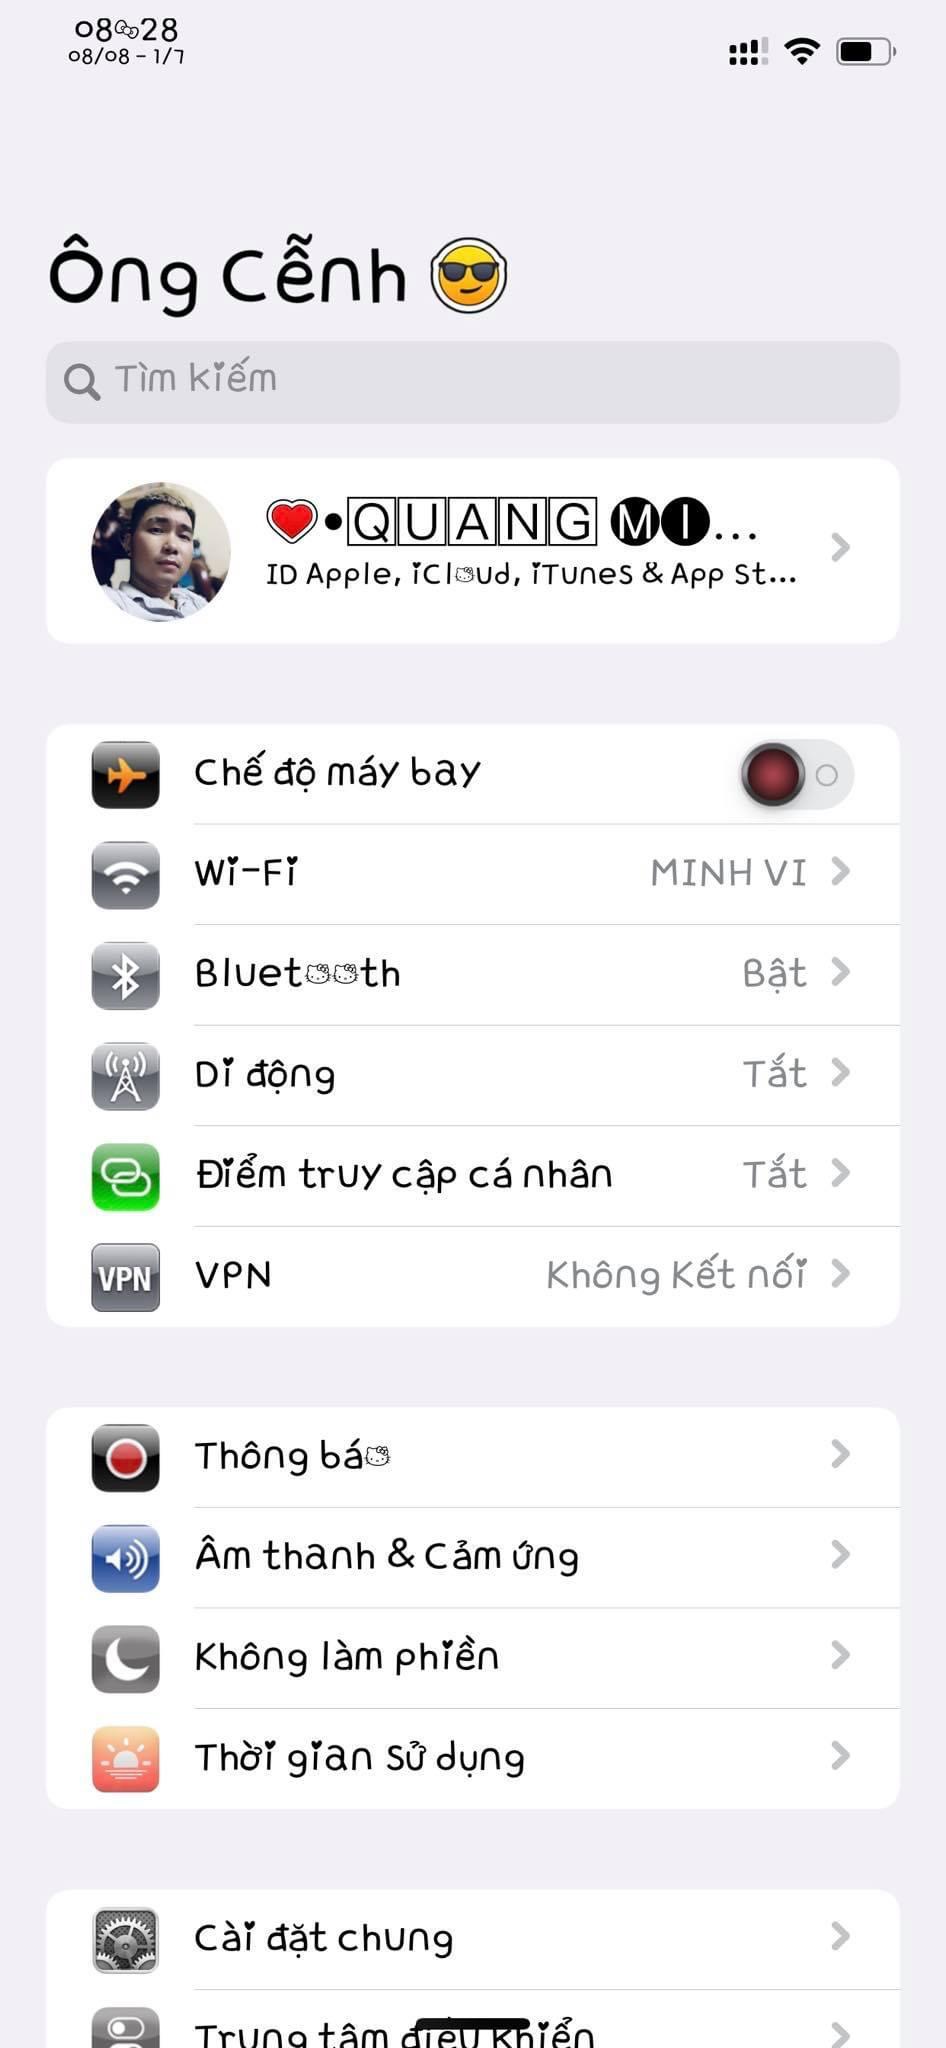 08:28
08/08 - 1/7
Ông Cễnh 😎
Tìm kiếm
❤️•🅀🅄🄰🄽🄶 🅜🅘...
ID Apple, iCloud, iTunes & App St...
Chế độ máy bay
Wi-Fi MINH VI
Bluetooth Bật
Di động Tắt
Điểm truy cập cá nhân Tắt
VPN VPN Không Kết nối
Thông báo
Âm thanh & Cảm ứng
Không làm phiền
Thời gian sử dụng
Cài đặt chung
Trung tâm điều khiển